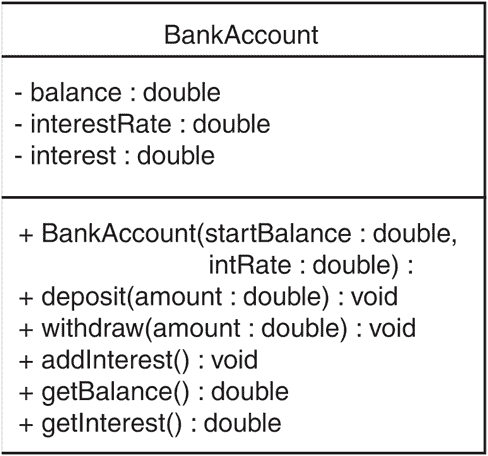 BankAccount
- balance : double
- interestRate : double
- interest : double
+ BankAccount(startBalance : double,
intRate : double) :
+ deposit(amount : double) : void
+ withdraw(amount : double) : void
+ addInterest() : void
+ getBalance() : double
+ getInterest() : double